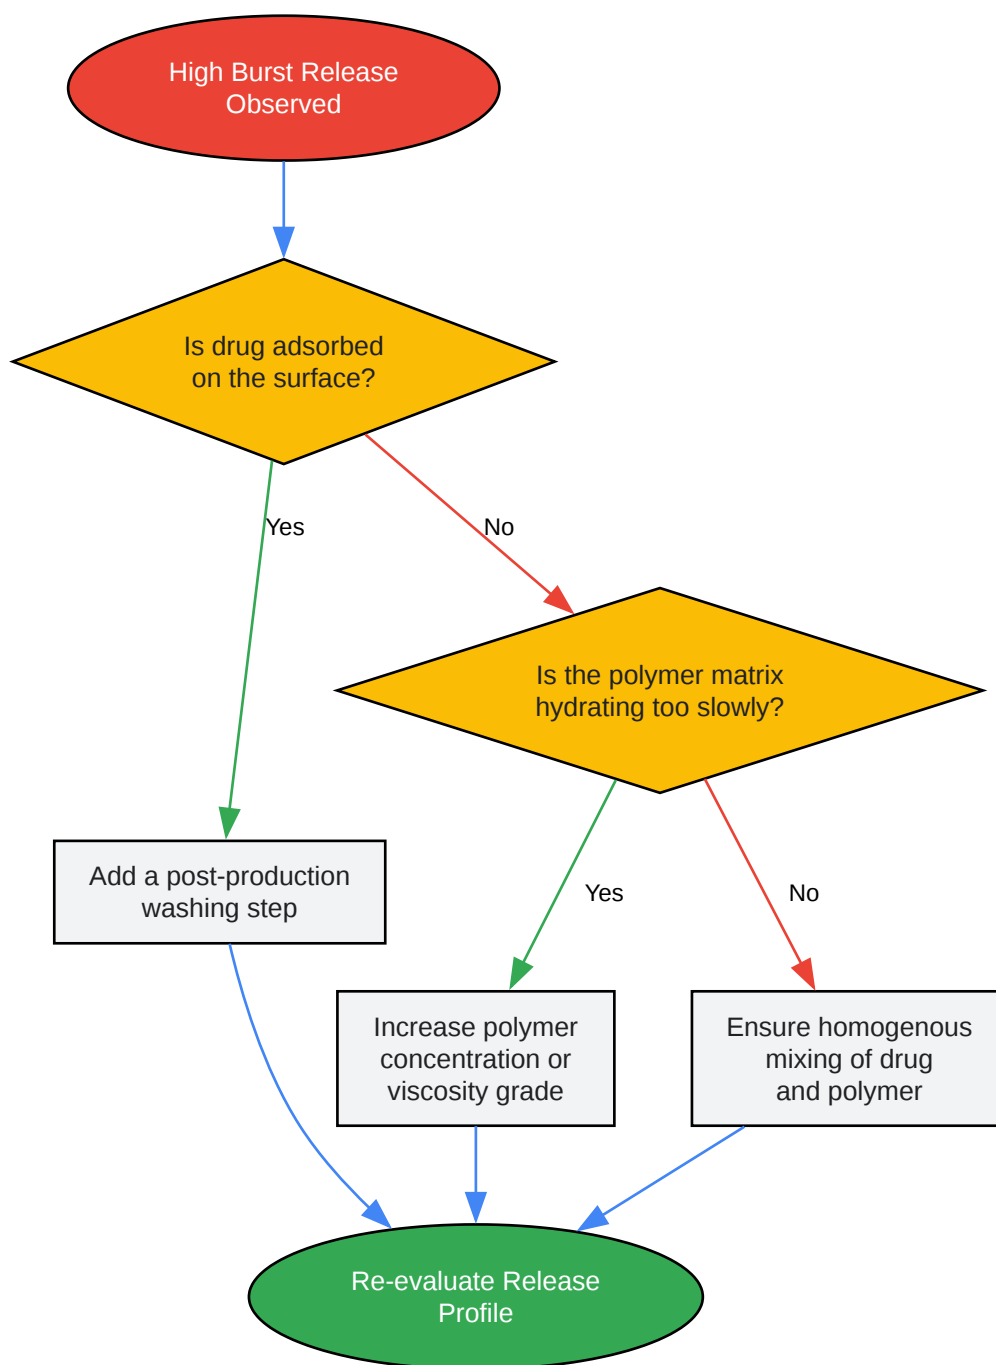 High Burst Release
Observed
Is drug adsorbed
on the surface?
Yes
No
Is the polymer matrix
hydrating too slowly?
Add a post-production
washing step
Yes
No
Increase polymer
concentration or
viscosity grade
Ensure homogenous
mixing of drug
and polymer
Re-evaluate Release
Profile